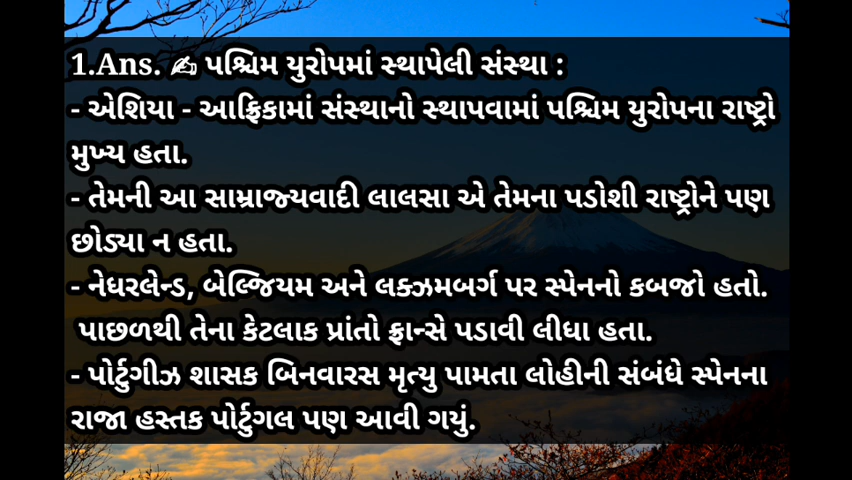 1.Ans. ✍ પશ્ચિમ યુરોપમાં સ્થાપેલી સંસ્થા :
- એશિયા - આફ્રિકામાં સંસ્થાનો સ્થાપવામાં પશ્ચિમ યુરોપના રાષ્ટ્રો
મુખ્ય હતા.
- તેમની આ સામ્રાજ્યવાદી લાલસા એ તેમના પડોશી રાષ્ટ્રોને પણ
છોડ્યા ન હતા.
- નેધરલેન્ડ, બેલ્જિયમ અને લક્ઝમબર્ગ પર સ્પેનનો કબજો હતો.
પાછળથી તેના કેટલાક પ્રાંતો ફ્રાન્સે પડાવી લીધા હતા.
- પોર્ટુગીઝ શાસક બિનવારસ મૃત્યુ પામતા લોહીની સંબંધે સ્પેનના
રાજા હસ્તક પોર્ટુગલ પણ આવી ગયું.